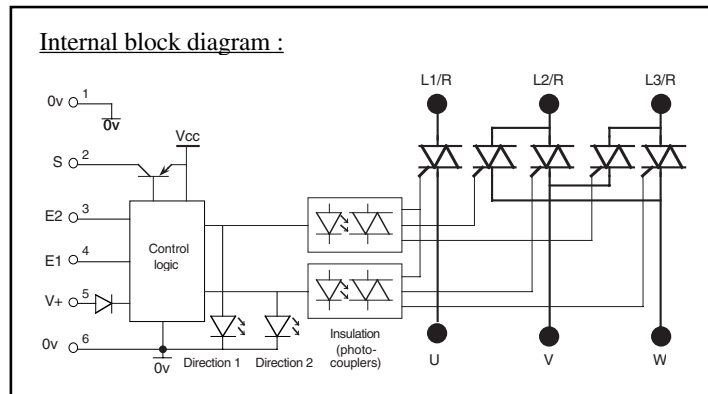 Internal block diagram :
L1/R L2/R L3/R
0v 1
0v
Vcc
S 2
E2 3
E1 4
Control
logic
V+ 5
0v 6
0v
Direction 1 Direction 2
Insulation
(photo-
couplers)
U V W